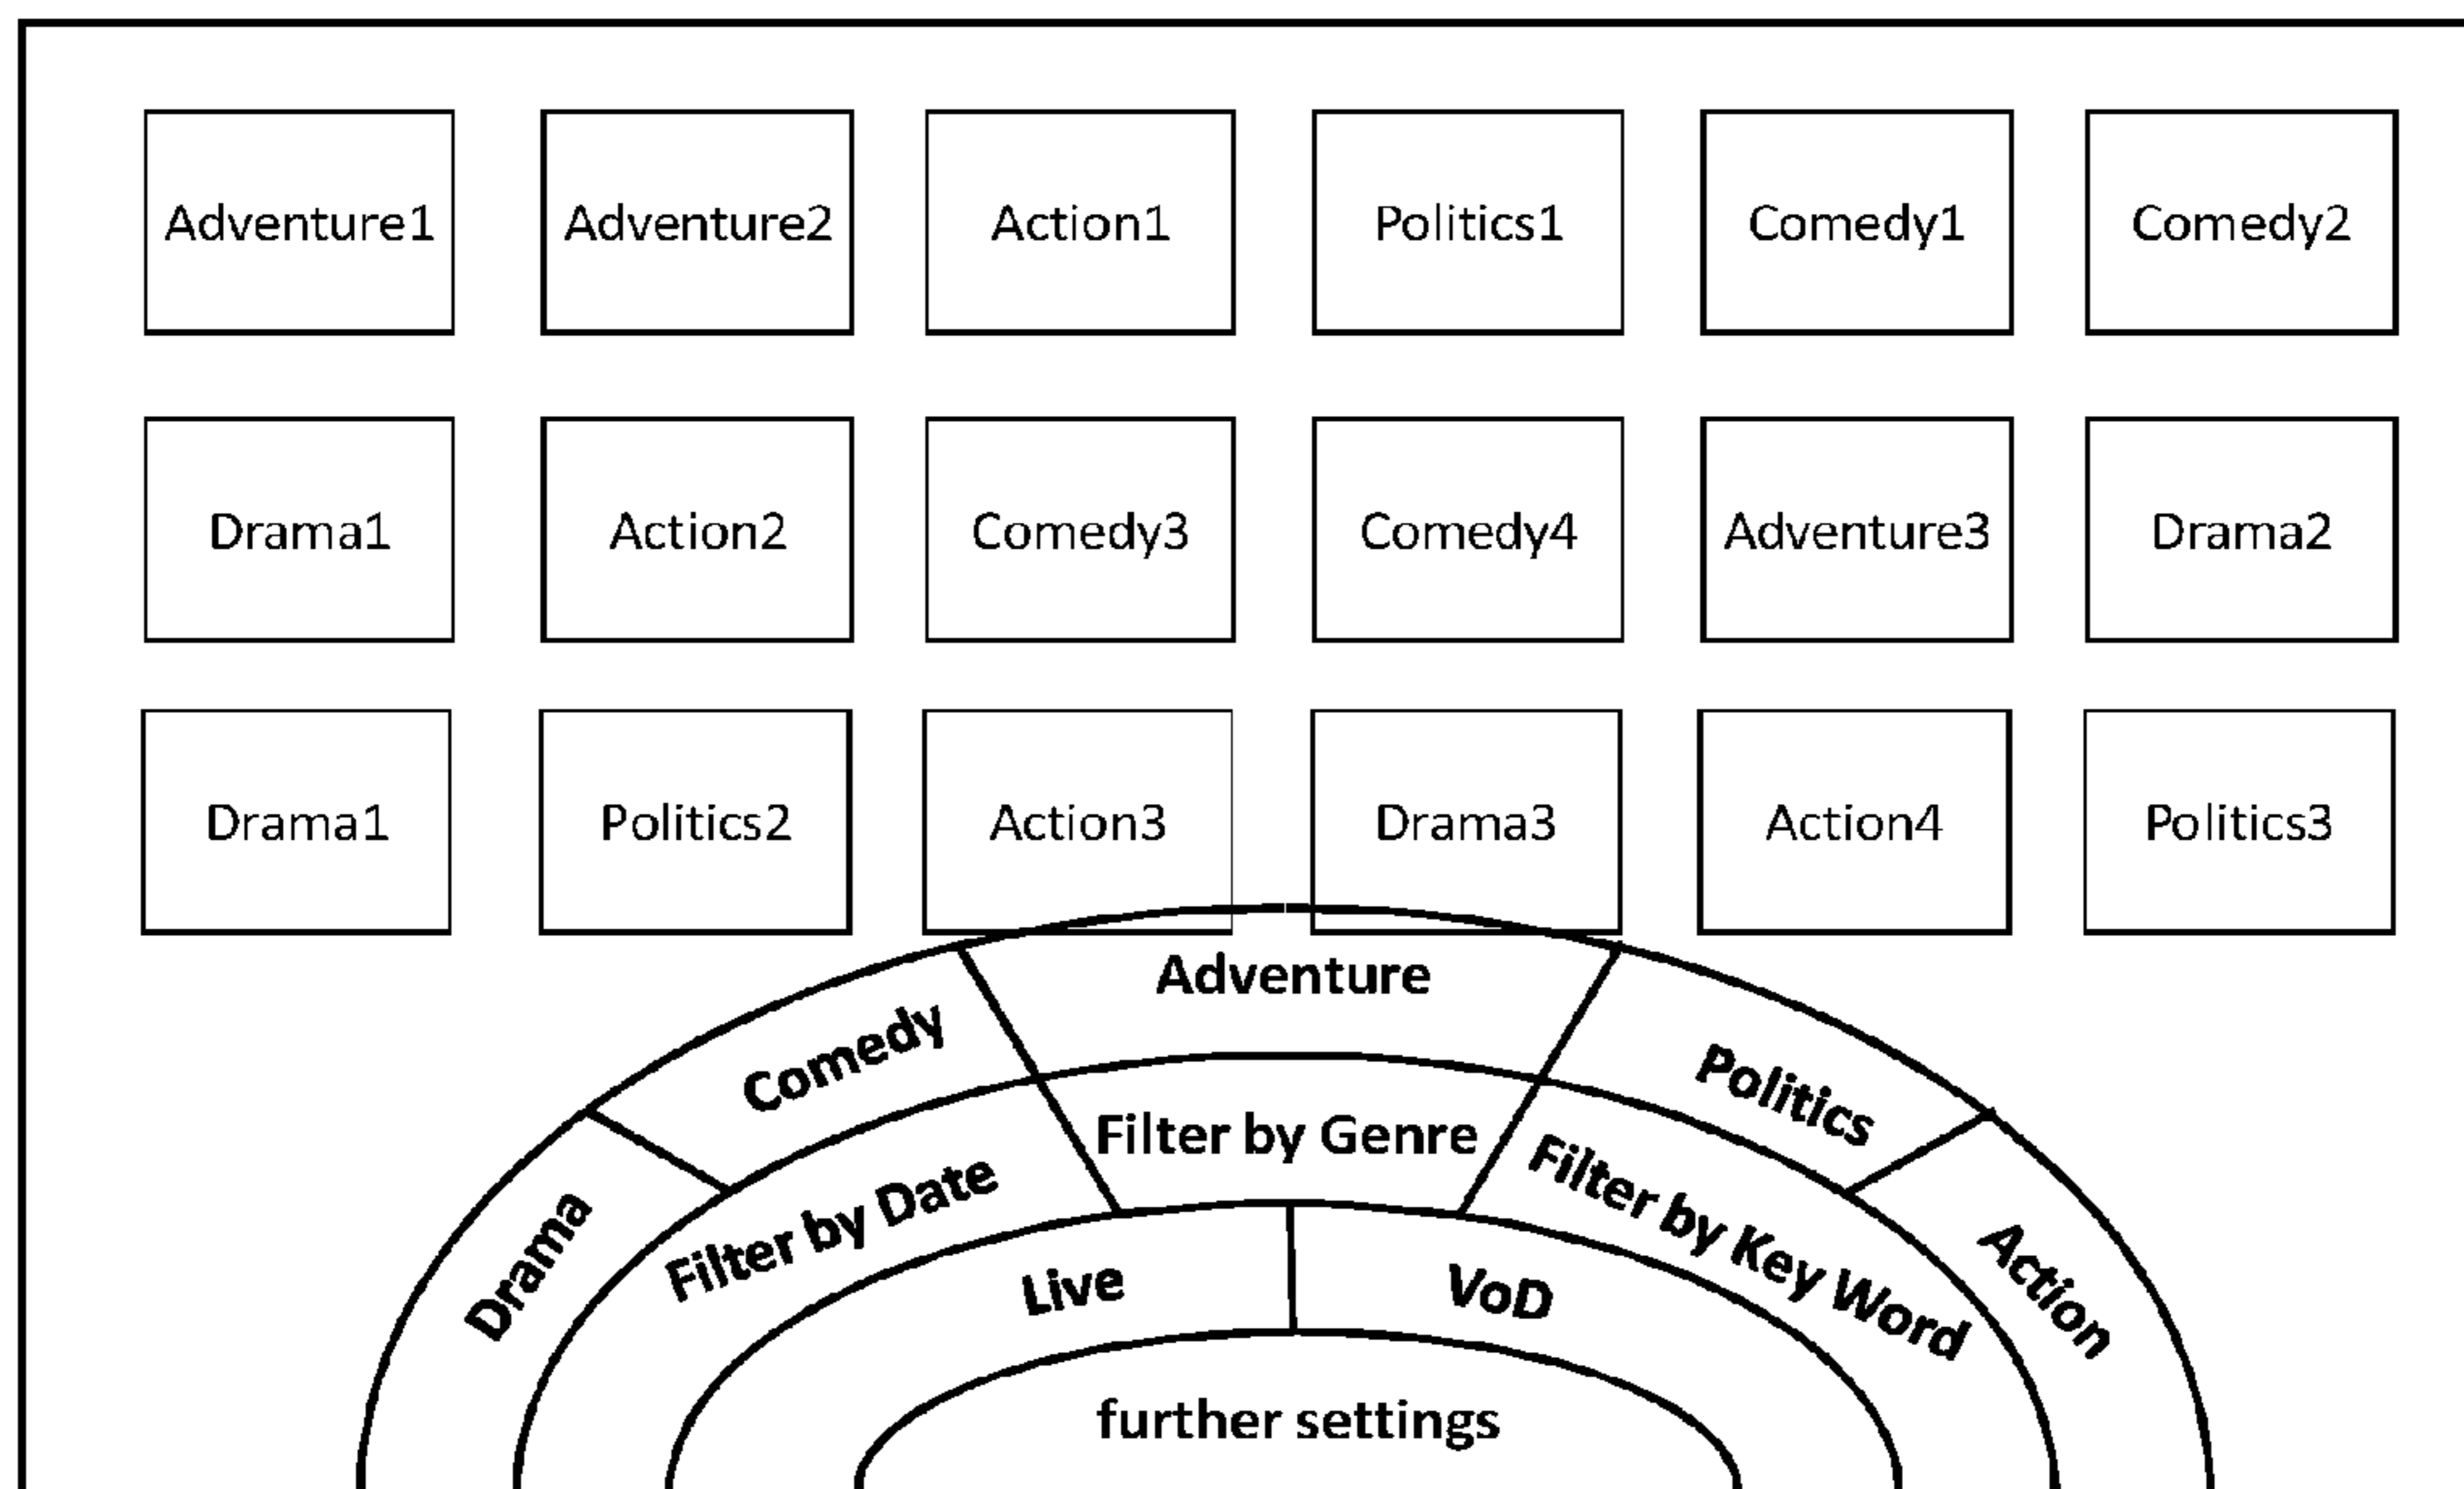 Adventure1 Adventure2 Action1 Politics1 Comedy1 Comedy2
Drama1 Action2 Comedy3 Comedy4 Adventure3 Drama2
Drama1 Politics2 Action3 Drama3 Action4 Politics3
Drama Comedy Adventure Politics Action
Filter by Date Filter by Genre Filter by Key Word
Live VoD
further settings